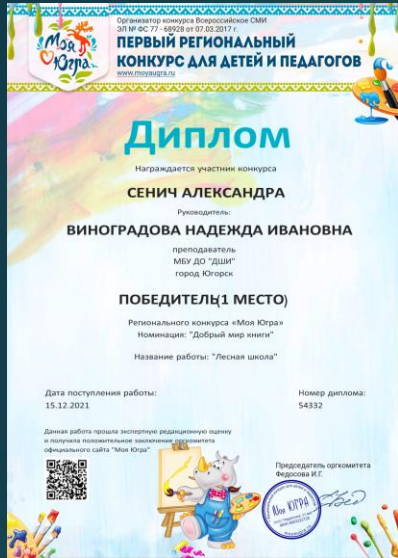 Моя
Югра
Организатор конкурса Всероссийское СМИ
ЭЛ № ФС 77 - 68928 от 07.03.2017 г.
ПЕРВЫЙ РЕГИОНАЛЬНЫЙ
КОНКУРС ДЛЯ ДЕТЕЙ И ПЕДАГОГОВ
www.moyaugra.ru
Диплом
Награждается участник конкурса
СЕНИЧ АЛЕКСАНДРА
Руководитель:
ВИНОГРАДОВА НАДЕЖДА ИВАНОВНА
преподаватель
МБУ ДО "ДШИ"
город Югорск
ПОБЕДИТЕЛЬ(1 МЕСТО)
Регионального конкурса «Моя Югра»
Номинация: "Добрый мир книги"
Название работы: "Лесная школа"
Дата поступления работы:
15.12.2021
Номер диплома:
54332
Данная работа прошла экспертную редакционную оценку
и получила положительное заключение оргкомитета
официального сайта "Моя Югра"
Председатель оргкомитета
Федосова И.Г.
Моя ЮГРА